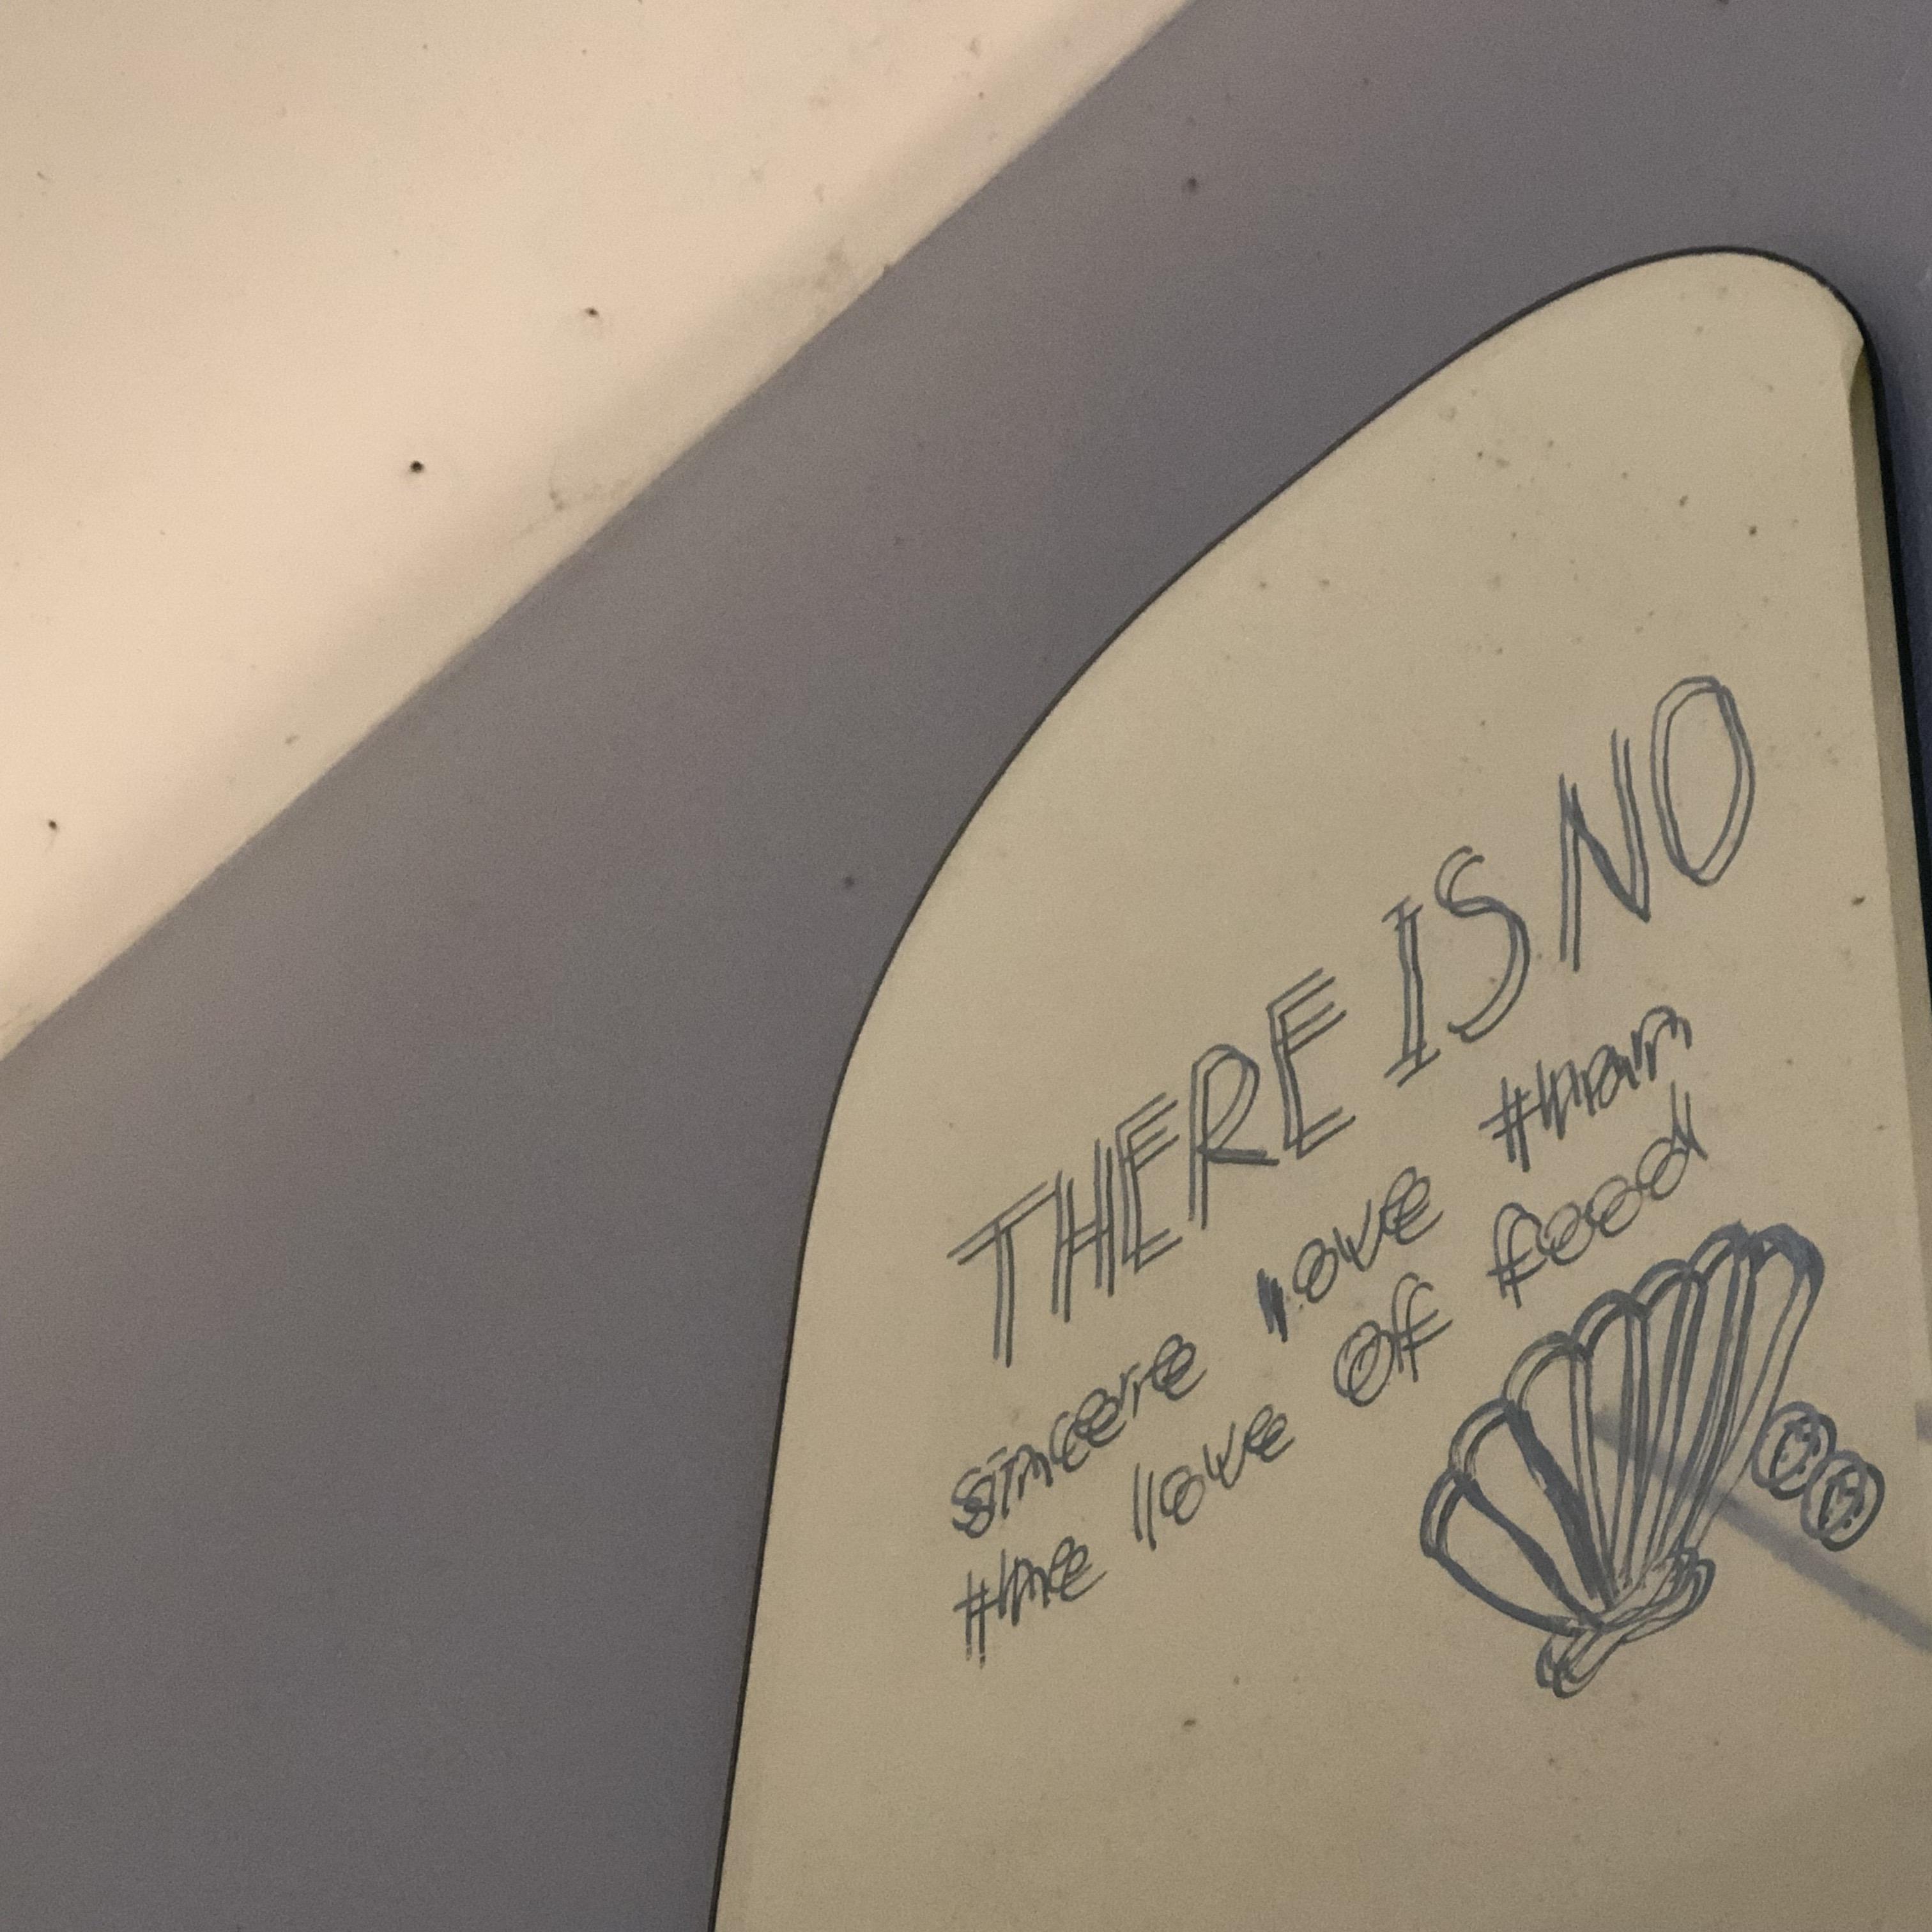 THERE IS NO
sincere love than
the love of food